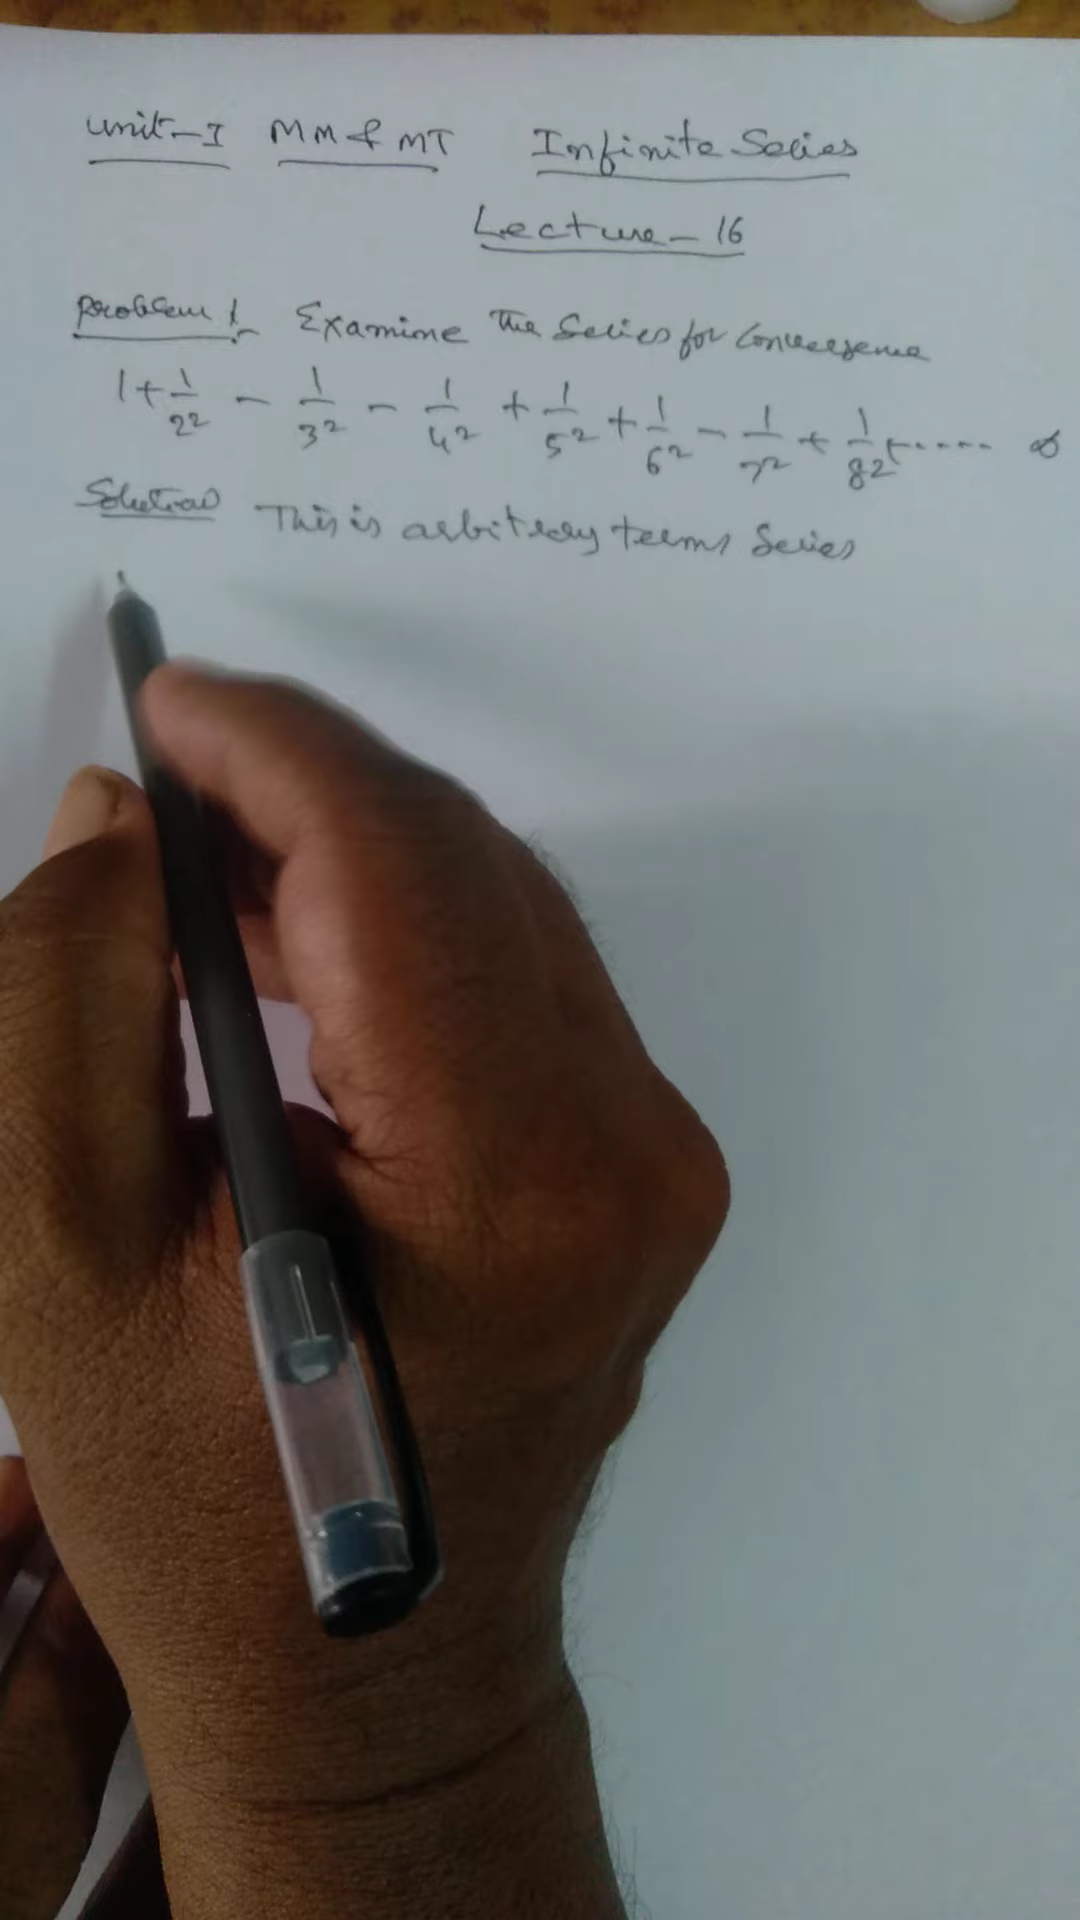 Unit-I MM & MT Infinite Series
Lecture-16
Problem 1:- Examine the Series for Convergence
1 + 1/2² - 1/3² - 1/4² + 1/5² + 1/6² - 1/7² + 1/8² + ..... ∞
Solution This is arbitrary terms Series